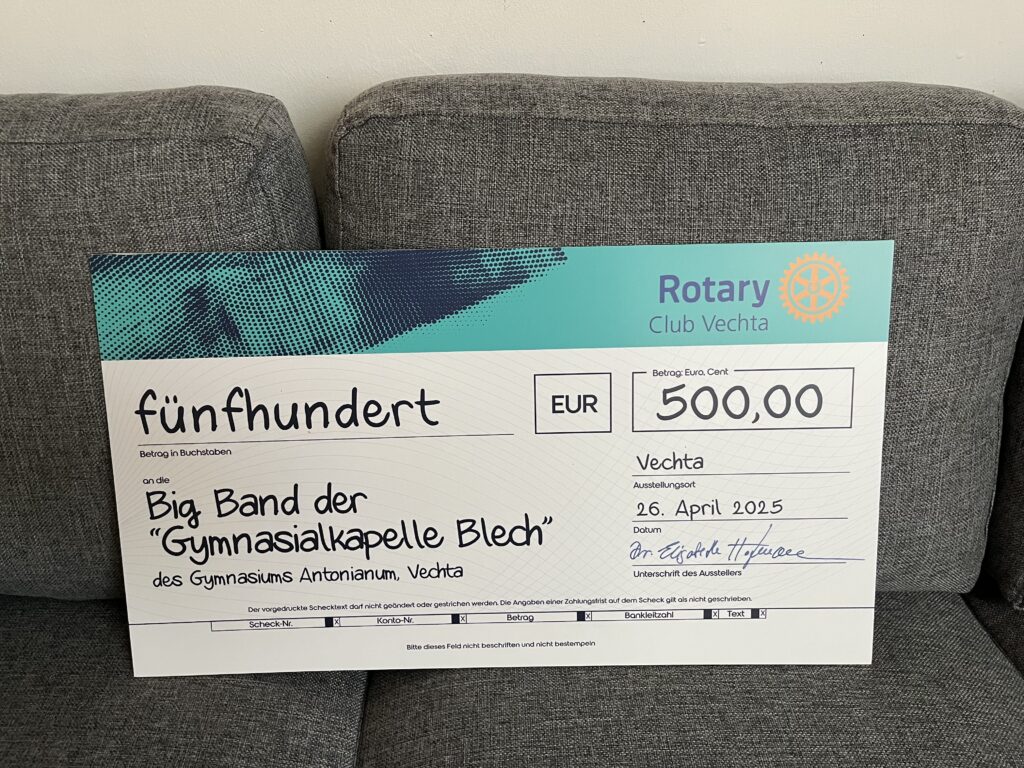 Rotary
Club Vechta
fünfhundert
EUR
Betrag: Euro, Cent
500,00
Betrag in Buchstaben
an die
Big Band der
“Gymnasialkapelle Blech”
des Gymnasiums Antonianum, Vechta
Vechta
Ausstellungsort
26. April 2025
Datum
Dr. Elisabeth
Unterschrift des Ausstellers
Der vorgedruckte Schecktext darf nicht geändert oder gestrichen werden. Die Angaben einer Zahlungsfrist auf dem Scheck gilt als nicht geschrieben.
Scheck-Nr. X Konto-Nr. X Betrag X Bankleitzahl X Text X
Bitte dieses Feld nicht beschriften und nicht bestempeln